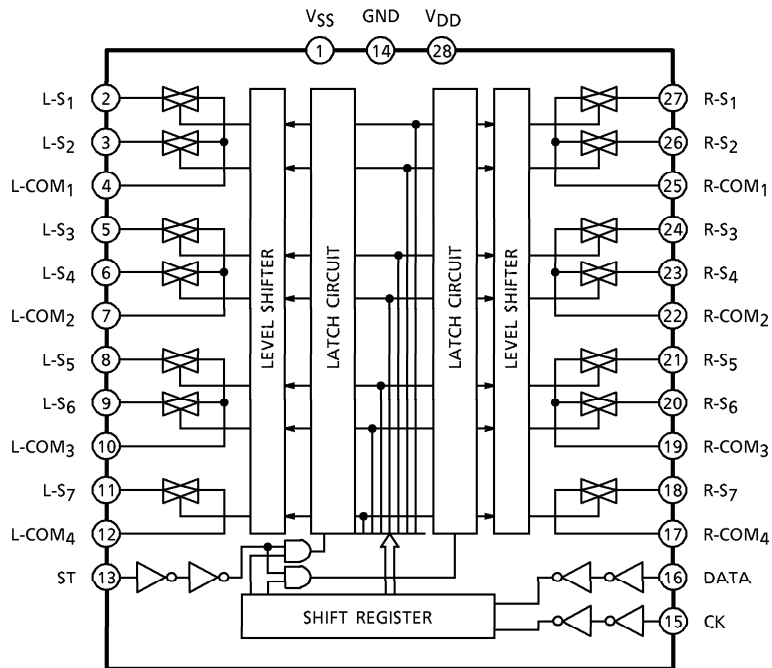 VSS GND VDD
1 14 28
L-S1 2 27 R-S1
L-S2 3 26 R-S2
L-COM1 4 25 R-COM1
L-S3 5 24 R-S3
L-S4 6 23 R-S4
L-COM2 7 22 R-COM2
L-S5 8 21 R-S5
L-S6 9 20 R-S6
L-COM3 10 19 R-COM3
L-S7 11 18 R-S7
L-COM4 12 17 R-COM4
ST 13 16 DATA
15 CK
LEVEL SHIFTER
LATCH CIRCUIT
LATCH CIRCUIT
LEVEL SHIFTER
SHIFT REGISTER